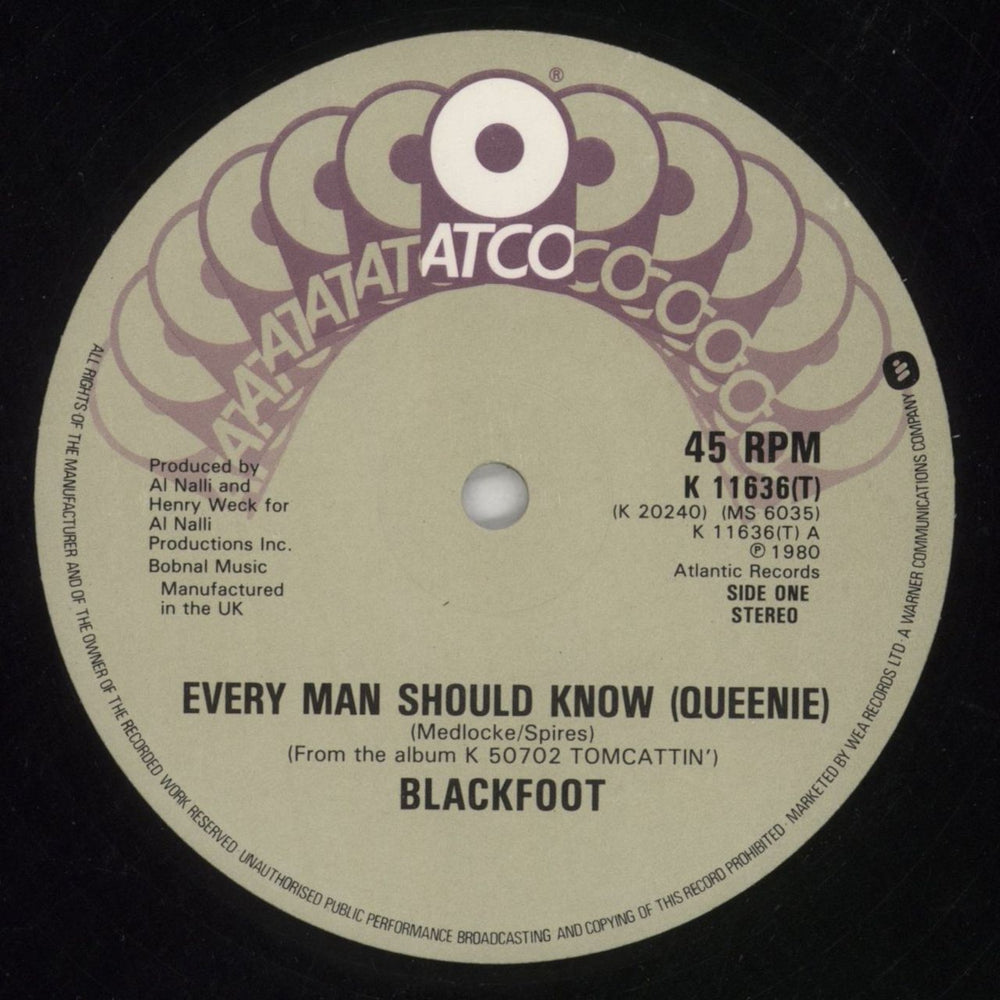 ®
ATATATATATCOCOCOCOCO
Produced by
Al Nalli and
Henry Weck for
Al Nalli
Productions Inc.
Bobnal Music
Manufactured
in the UK
45 RPM
K 11636(T)
(K 20240) (MS 6035)
K 11636(T) A
℗ 1980
Atlantic Records
SIDE ONE
STEREO
EVERY MAN SHOULD KNOW (QUEENIE)
(Medlocke/Spires)
(From the album K 50702 TOMCATTIN')
BLACKFOOT
ALL RIGHTS OF THE MANUFACTURER AND OF THE OWNER OF THE RECORDED WORK RESERVED. UNAUTHORISED PUBLIC PERFORMANCE BROADCASTING AND COPYING OF THIS RECORD PROHIBITED · MARKETED BY WEA RECORDS LTD · A WARNER COMMUNICATIONS COMPANY